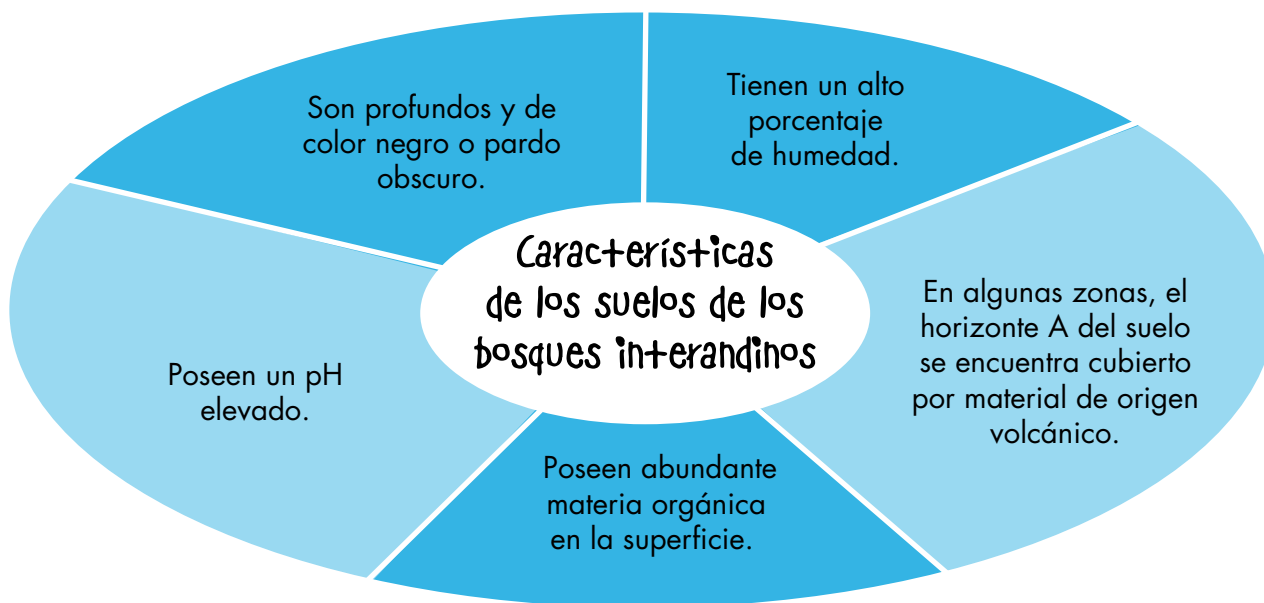 Son profundos y de
color negro o pardo
obscuro.
Tienen un alto
porcentaje
de humedad.
Características
de los suelos de los
bosques interandinos
En algunas zonas, el
horizonte A del suelo
se encuentra cubierto
por material de origen
volcánico.
Poseen un pH
elevado.
Poseen abundante
materia orgánica
en la superficie.